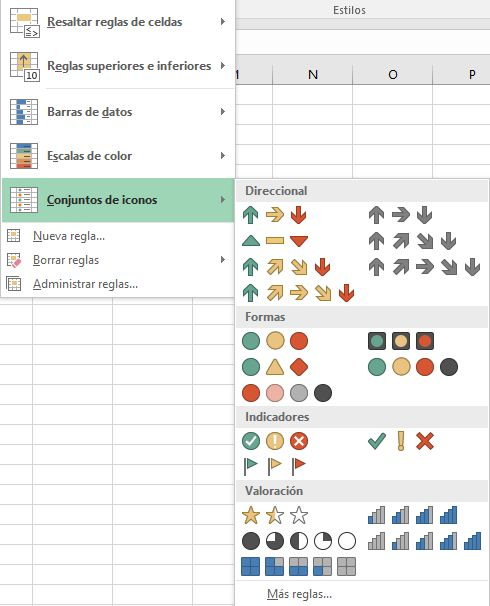 Estilos
Resaltar reglas de celdas
Reglas superiores e inferiores
10
Barras de datos
Escalas de color
Conjuntos de iconos
Nueva regla...
Borrar reglas
Administrar reglas...
N O P
Direccional
Formas
Indicadores
Valoración
Más reglas...